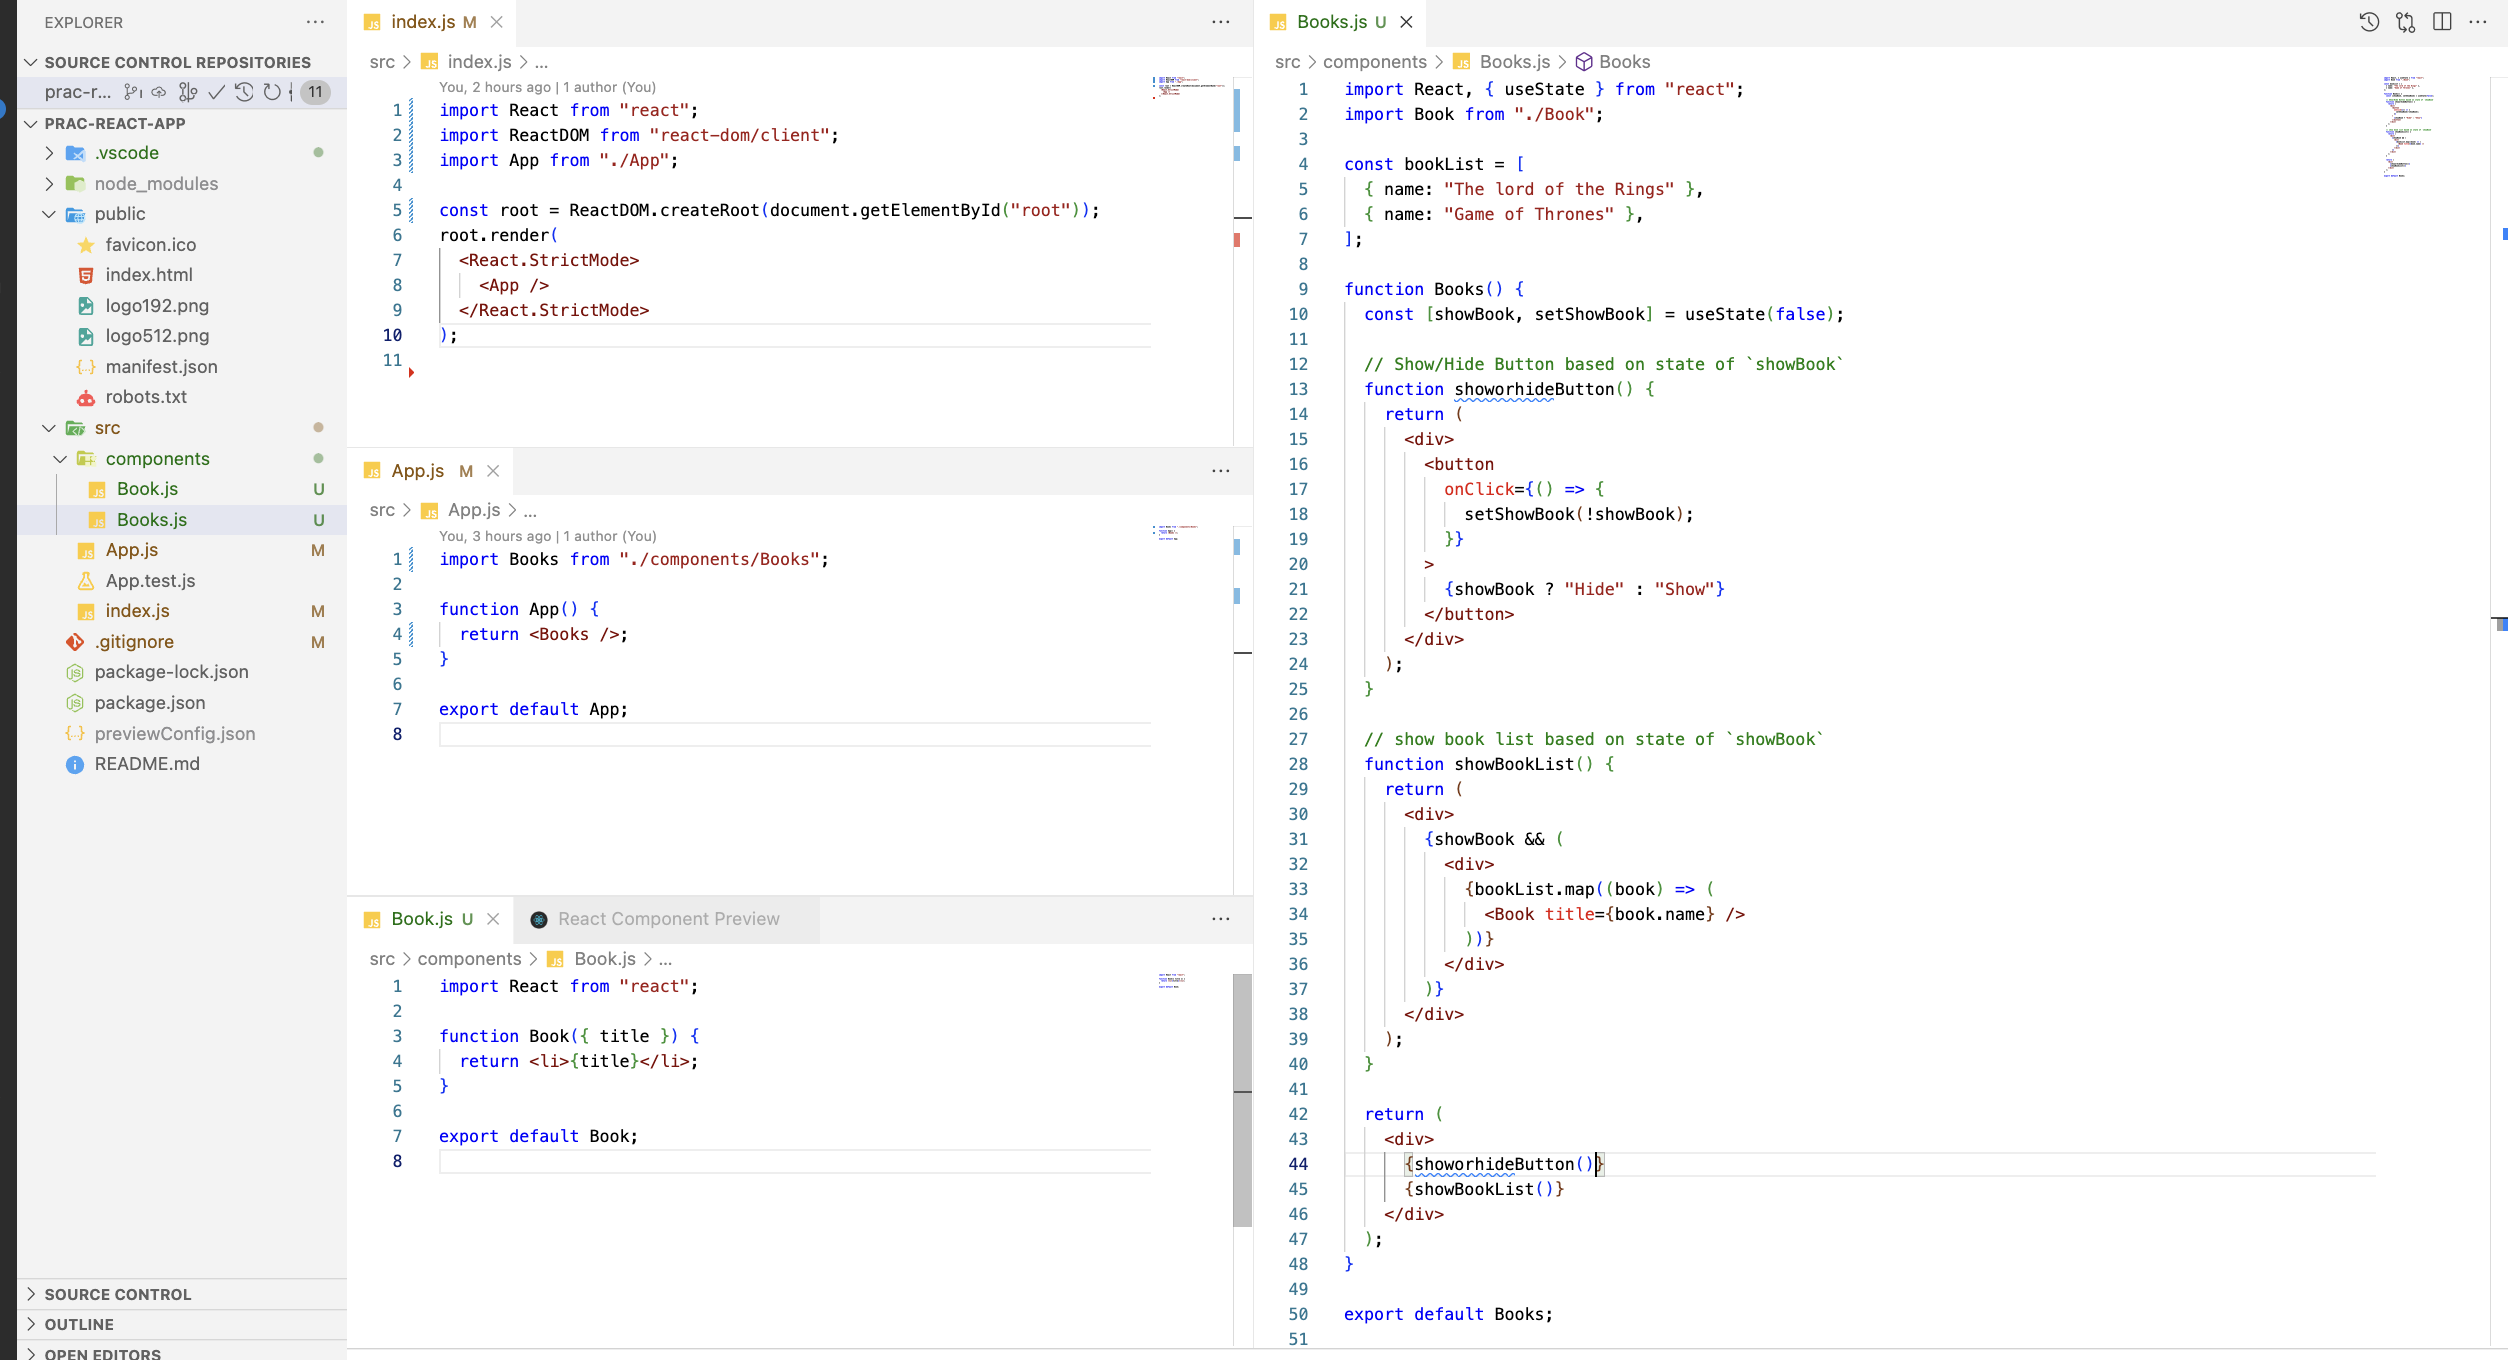 EXPLORER
SOURCE CONTROL REPOSITORIES
prac-r... 11
PRAC-REACT-APP
.vscode
node_modules
public
favicon.ico
index.html
logo192.png
logo512.png
manifest.json
robots.txt
src
components
Book.js U
Books.js U
App.js M
App.test.js
index.js M
.gitignore M
package-lock.json
package.json
previewConfig.json
README.md
SOURCE CONTROL
OUTLINE
OPEN EDITORS
index.js M
src > index.js > ...
You, 2 hours ago | 1 author (You)
1 import React from "react";
2 import ReactDOM from "react-dom/client";
3 import App from "./App";
4
5 const root = ReactDOM.createRoot(document.getElementById("root"));
6 root.render(
7 <React.StrictMode>
8 <App />
9 </React.StrictMode>
10 );
11
App.js M
src > App.js > ...
You, 3 hours ago | 1 author (You)
1 import Books from "./components/Books";
2
3 function App() {
4 return <Books />;
5 }
6
7 export default App;
8
Book.js U React Component Preview
src > components > Book.js > ...
1 import React from "react";
2
3 function Book({ title }) {
4 return <li>{title}</li>;
5 }
6
7 export default Book;
8
Books.js U
src > components > Books.js > Books
1 import React, { useState } from "react";
2 import Book from "./Book";
3
4 const bookList = [
5 { name: "The lord of the Rings" },
6 { name: "Game of Thrones" },
7 ];
8
9 function Books() {
10 const [showBook, setShowBook] = useState(false);
11
12 // Show/Hide Button based on state of `showBook`
13 function showorhideButton() {
14 return (
15 <div>
16 <button
17 onClick={() => {
18 setShowBook(!showBook);
19 }}
20 >
21 {showBook ? "Hide" : "Show"}
22 </button>
23 </div>
24 );
25 }
26
27 // show book list based on state of `showBook`
28 function showBookList() {
29 return (
30 <div>
31 {showBook && (
32 <div>
33 {bookList.map((book) => (
34 <Book title={book.name} />
35 ))}
36 </div>
37 )}
38 </div>
39 );
40 }
41
42 return (
43 <div>
44 {showorhideButton()}
45 {showBookList()}
46 </div>
47 );
48 }
49
50 export default Books;
51